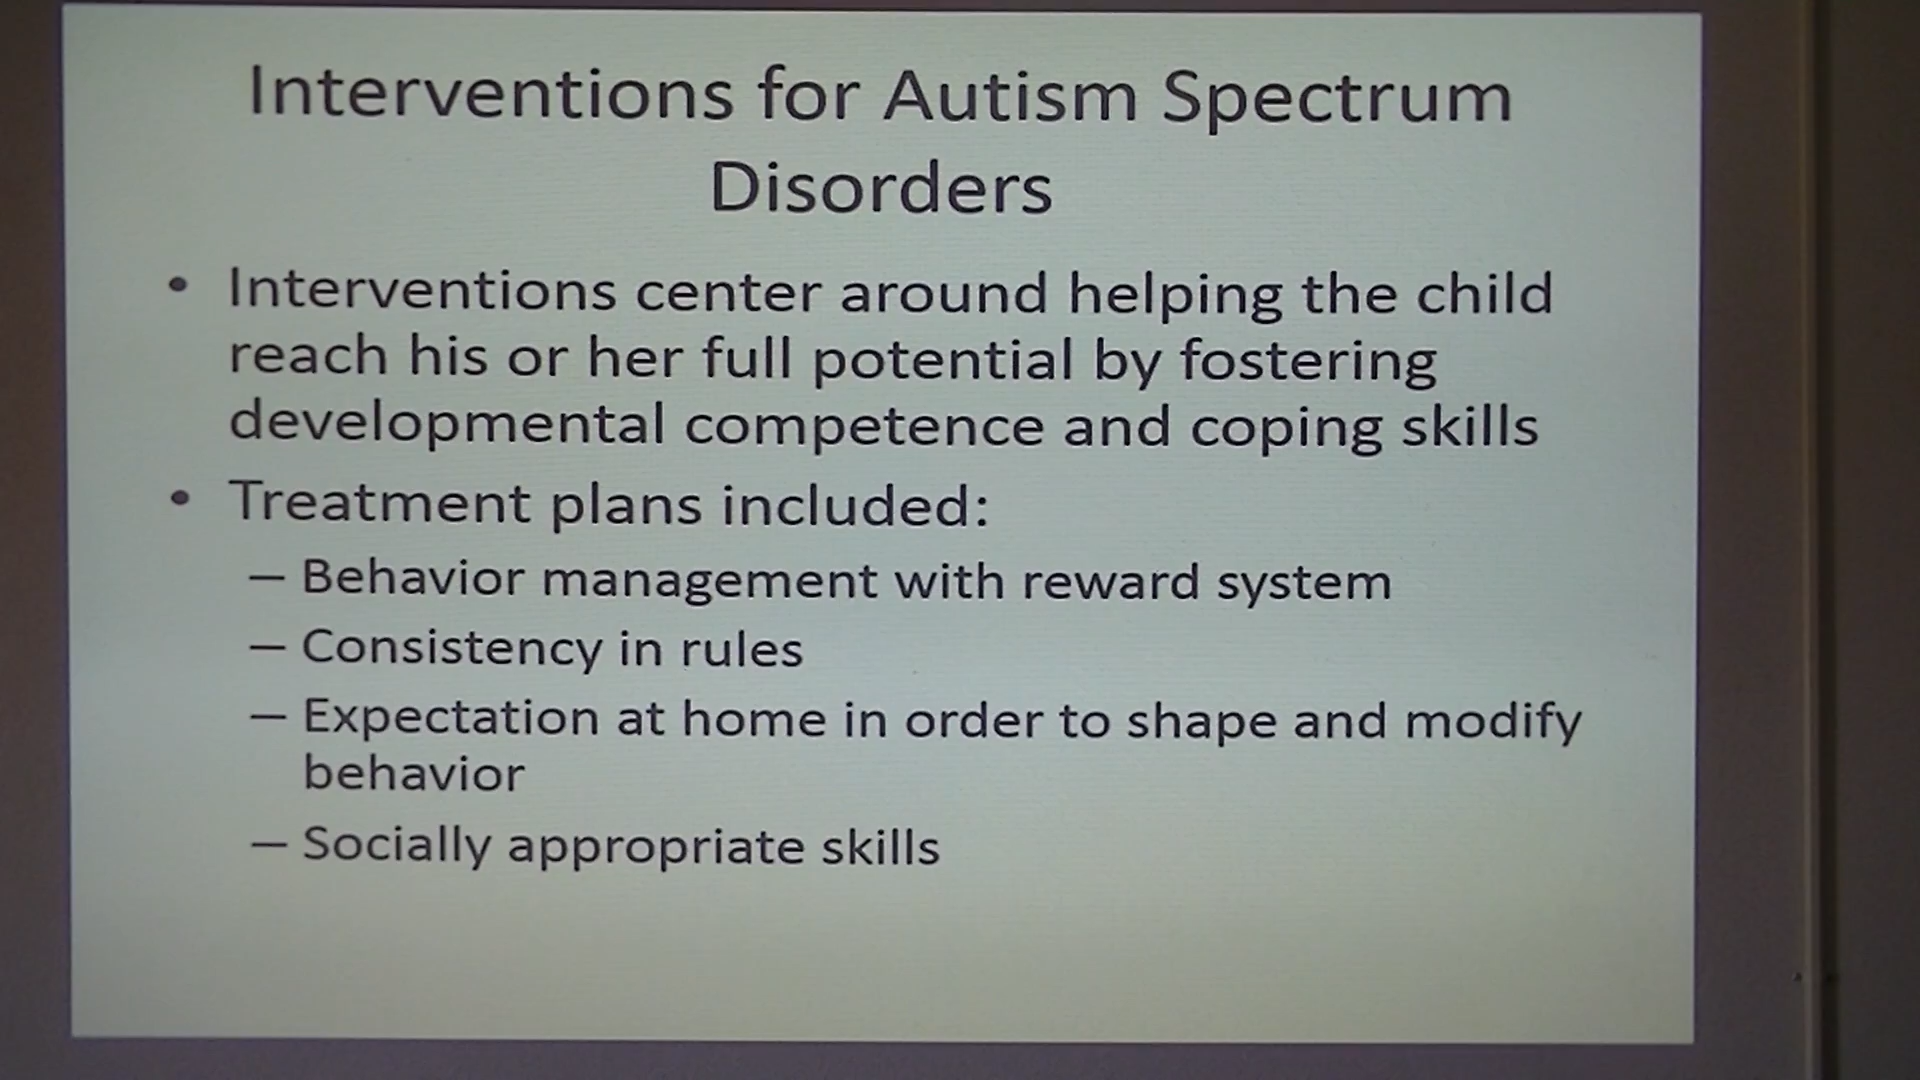 Interventions for Autism Spectrum
Disorders
• Interventions center around helping the child
reach his or her full potential by fostering
developmental competence and coping skills
• Treatment plans included:
– Behavior management with reward system
– Consistency in rules
– Expectation at home in order to shape and modify
behavior
– Socially appropriate skills